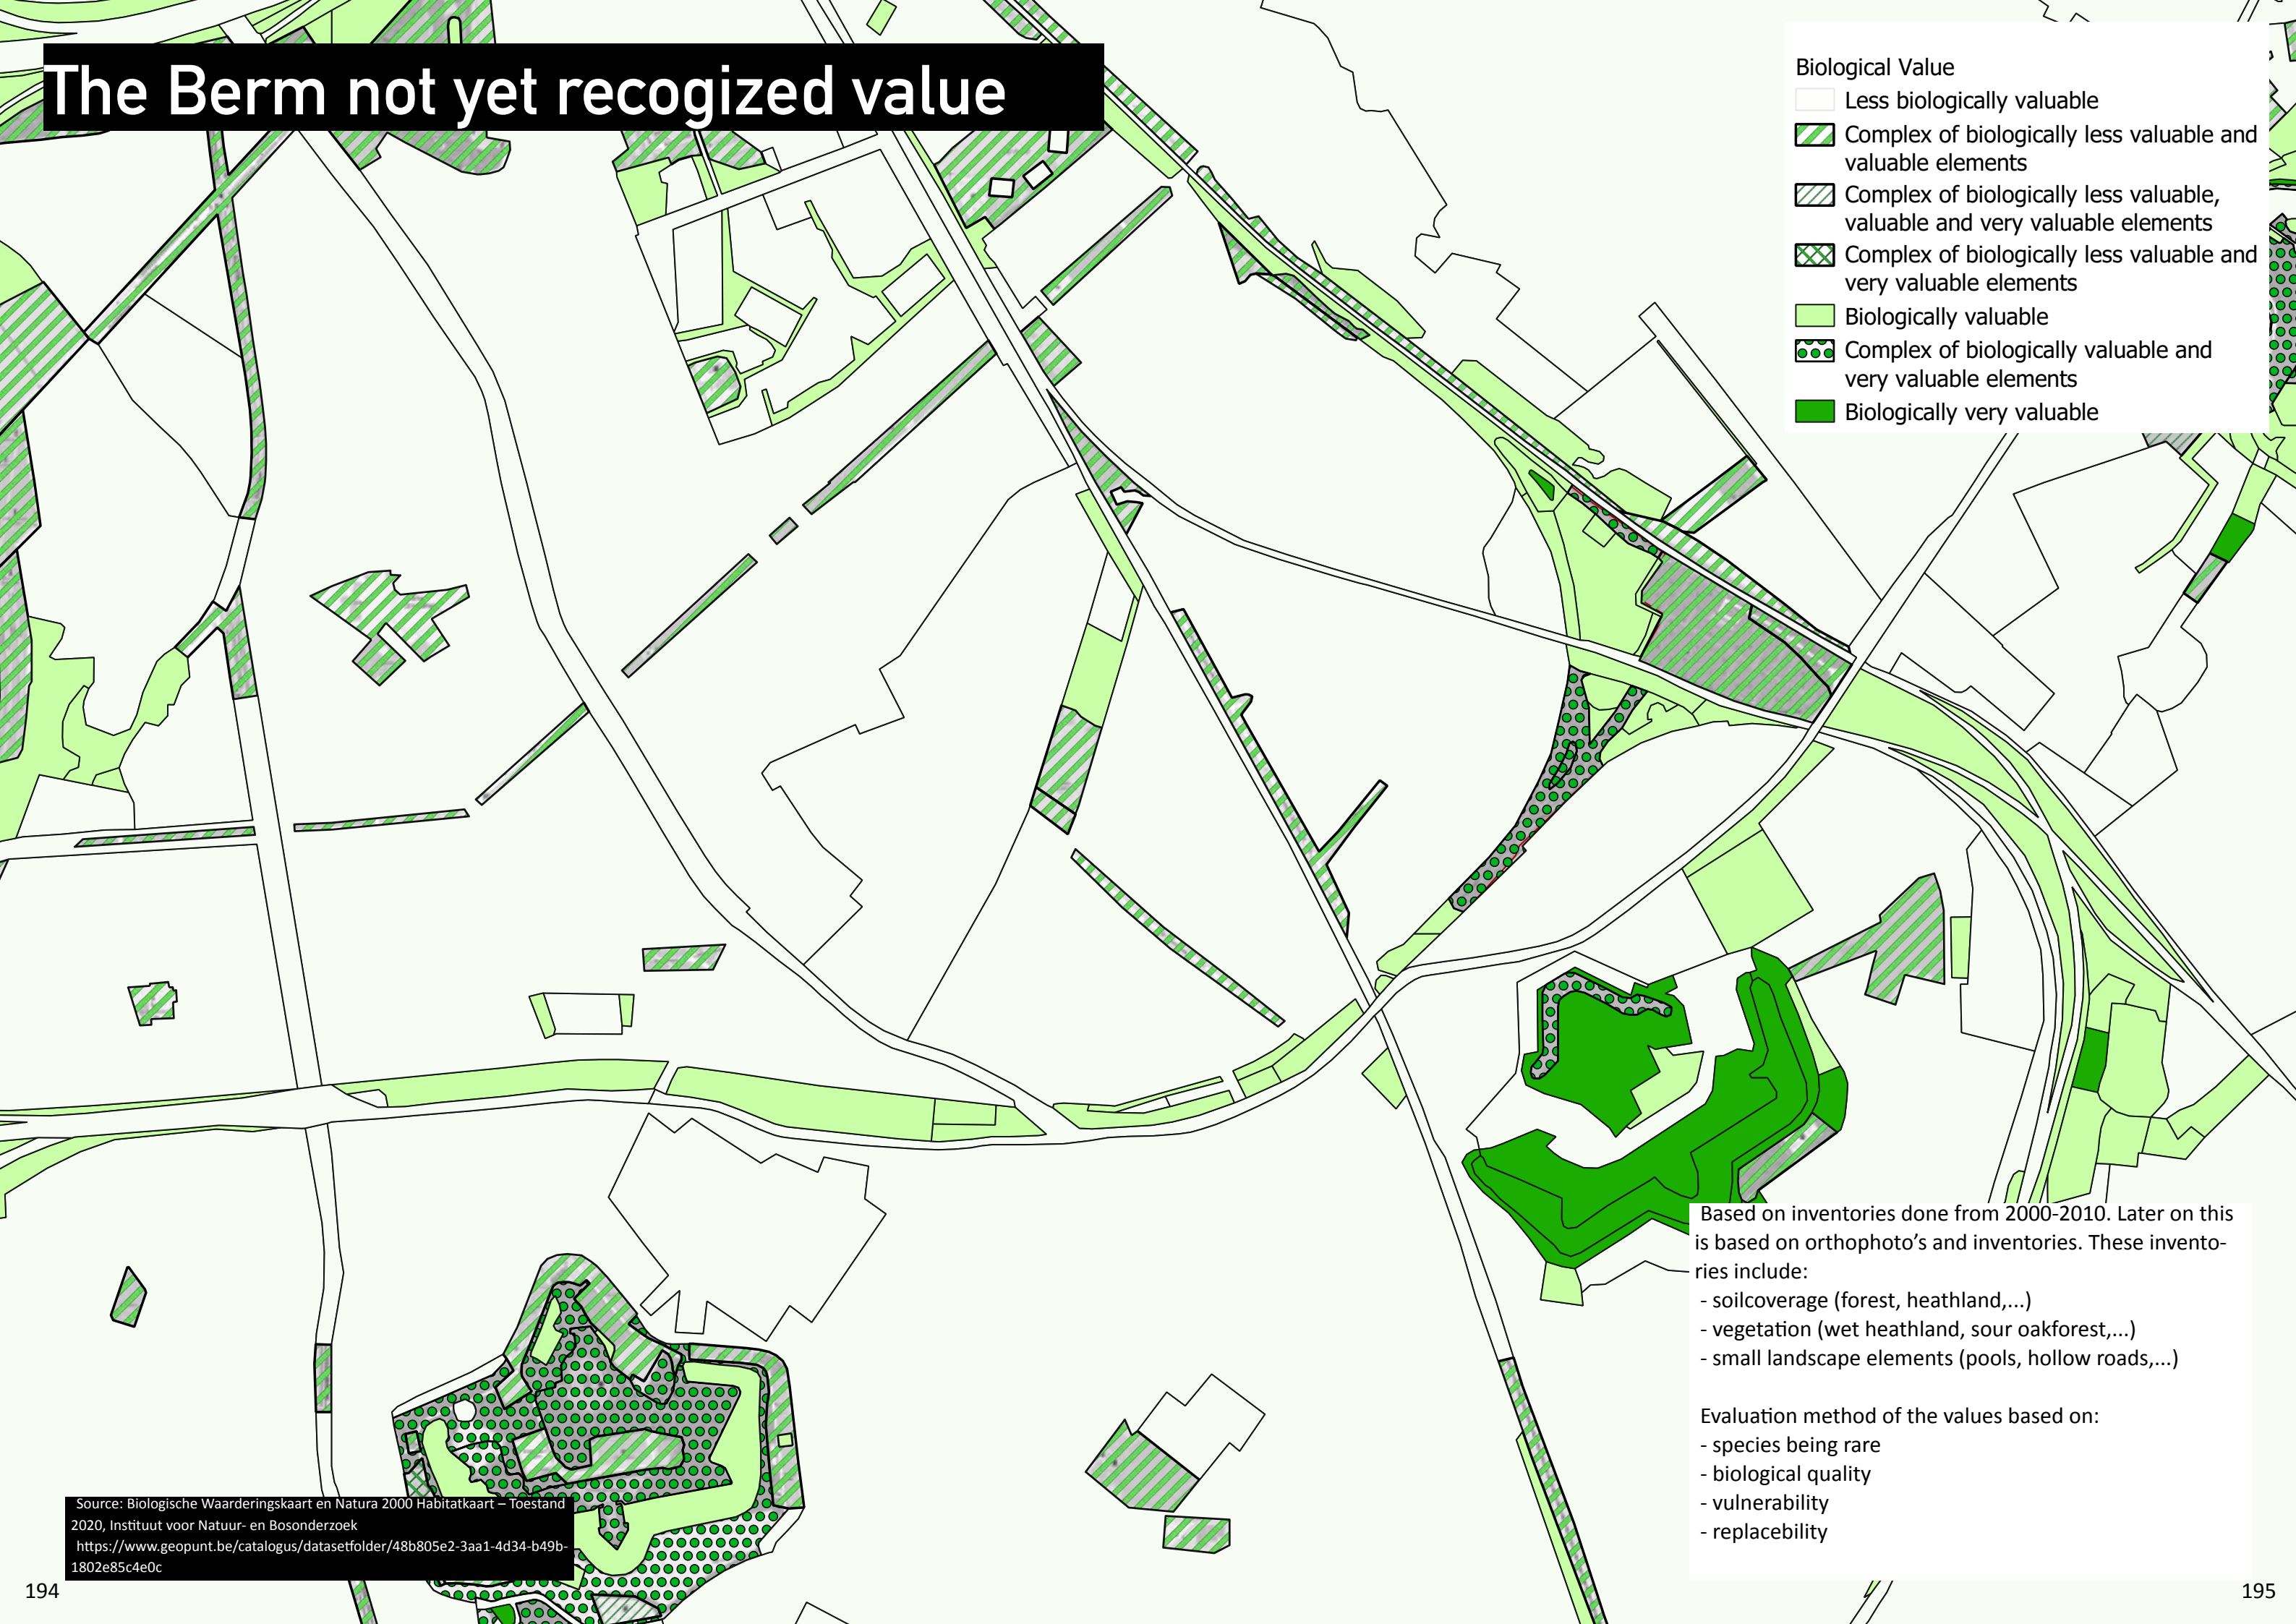 The Berm not yet recogized value
Biological Value
Less biologically valuable
Complex of biologically less valuable and
valuable elements
Complex of biologically less valuable,
valuable and very valuable elements
Complex of biologically less valuable and
very valuable elements
Biologically valuable
Complex of biologically valuable and
very valuable elements
Biologically very valuable
Based on inventories done from 2000-2010. Later on this
is based on orthophoto’s and inventories. These invento-
ries include:
- soilcoverage (forest, heathland,...)
- vegetation (wet heathland, sour oakforest,...)
- small landscape elements (pools, hollow roads,...)
Evaluation method of the values based on:
- species being rare
- biological quality
- vulnerability
- replacebility
Source: Biologische Waarderingskaart en Natura 2000 Habitatkaart – Toestand
2020, Instituut voor Natuur- en Bosonderzoek
https://www.geopunt.be/catalogus/datasetfolder/48b805e2-3aa1-4d34-b49b-
1802e85c4e0c
194
195